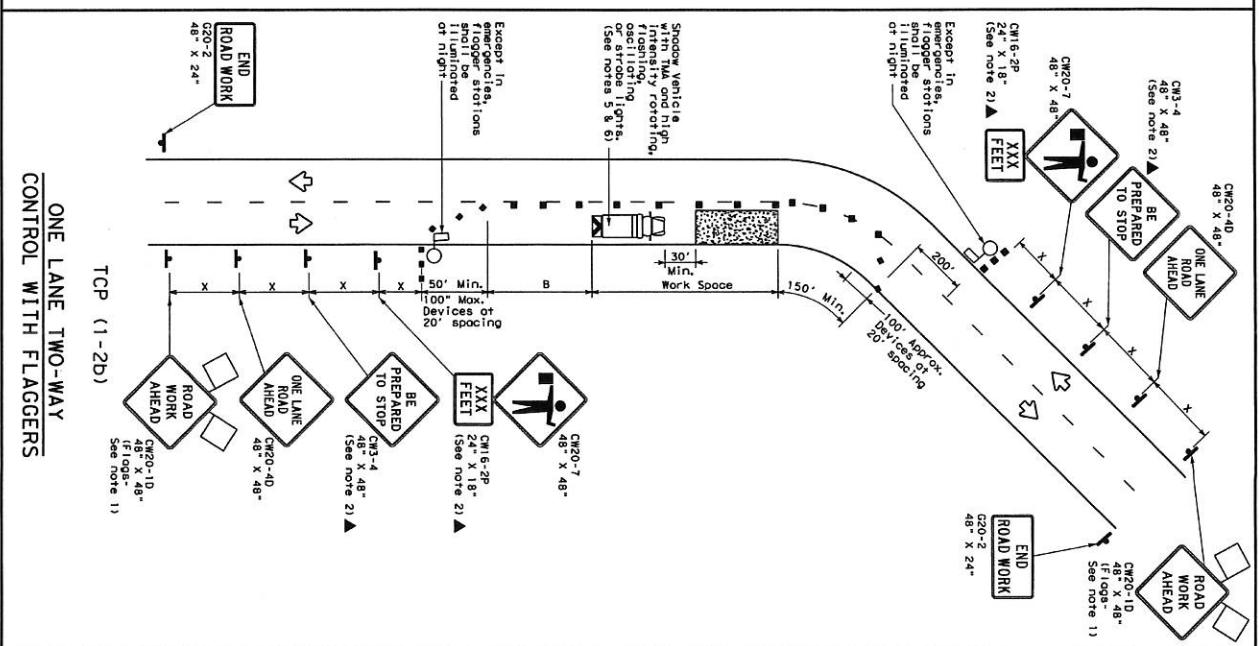 CW20-4D
48" X 48"
CW3-4
48" X 48"
(See note 2)▲
CW20-7
48" X 48"
CW16-2P
24" X 18"
(See note 2)▲
Except in
emergencies,
flagger stations
shall be
illuminated
at night
ONE LANE
ROAD
AHEAD
BE
PREPARED
TO STOP
XXX
FEET
X
X
X
X
200'
100' Approx.
Devices at
20' spacing
150' Min.
ROAD
WORK
AHEAD
CW20-1D
48" X 48"
(Flags-
See note 1)
END
ROAD WORK
G20-2
48" X 24"
Shadow Vehicle
with TMA and high
intensity rotating,
flashing,
oscillating
or strobe lights.
(See notes 5 & 6)
30'
Min.
Work Space
B
50' Min.
100" Max.
Devices at
20' spacing
Except in
emergencies,
flagger stations
shall be
illuminated
at night
END
ROAD WORK
G20-2
48" X 24"
X
X
X
X
CW20-7
48" X 48"
XXX
FEET
CW16-2P
24" X 18"
(See note 2)▲
BE
PREPARED
TO STOP
CW3-4
48" X 48"
(See note 2)▲
ONE LANE
ROAD
AHEAD
CW20-4D
48" X 48"
ROAD
WORK
AHEAD
CW20-1D
48" X 48"
(Flags-
See note 1)
TCP (1-2b)
ONE LANE TWO-WAY
CONTROL WITH FLAGGERS